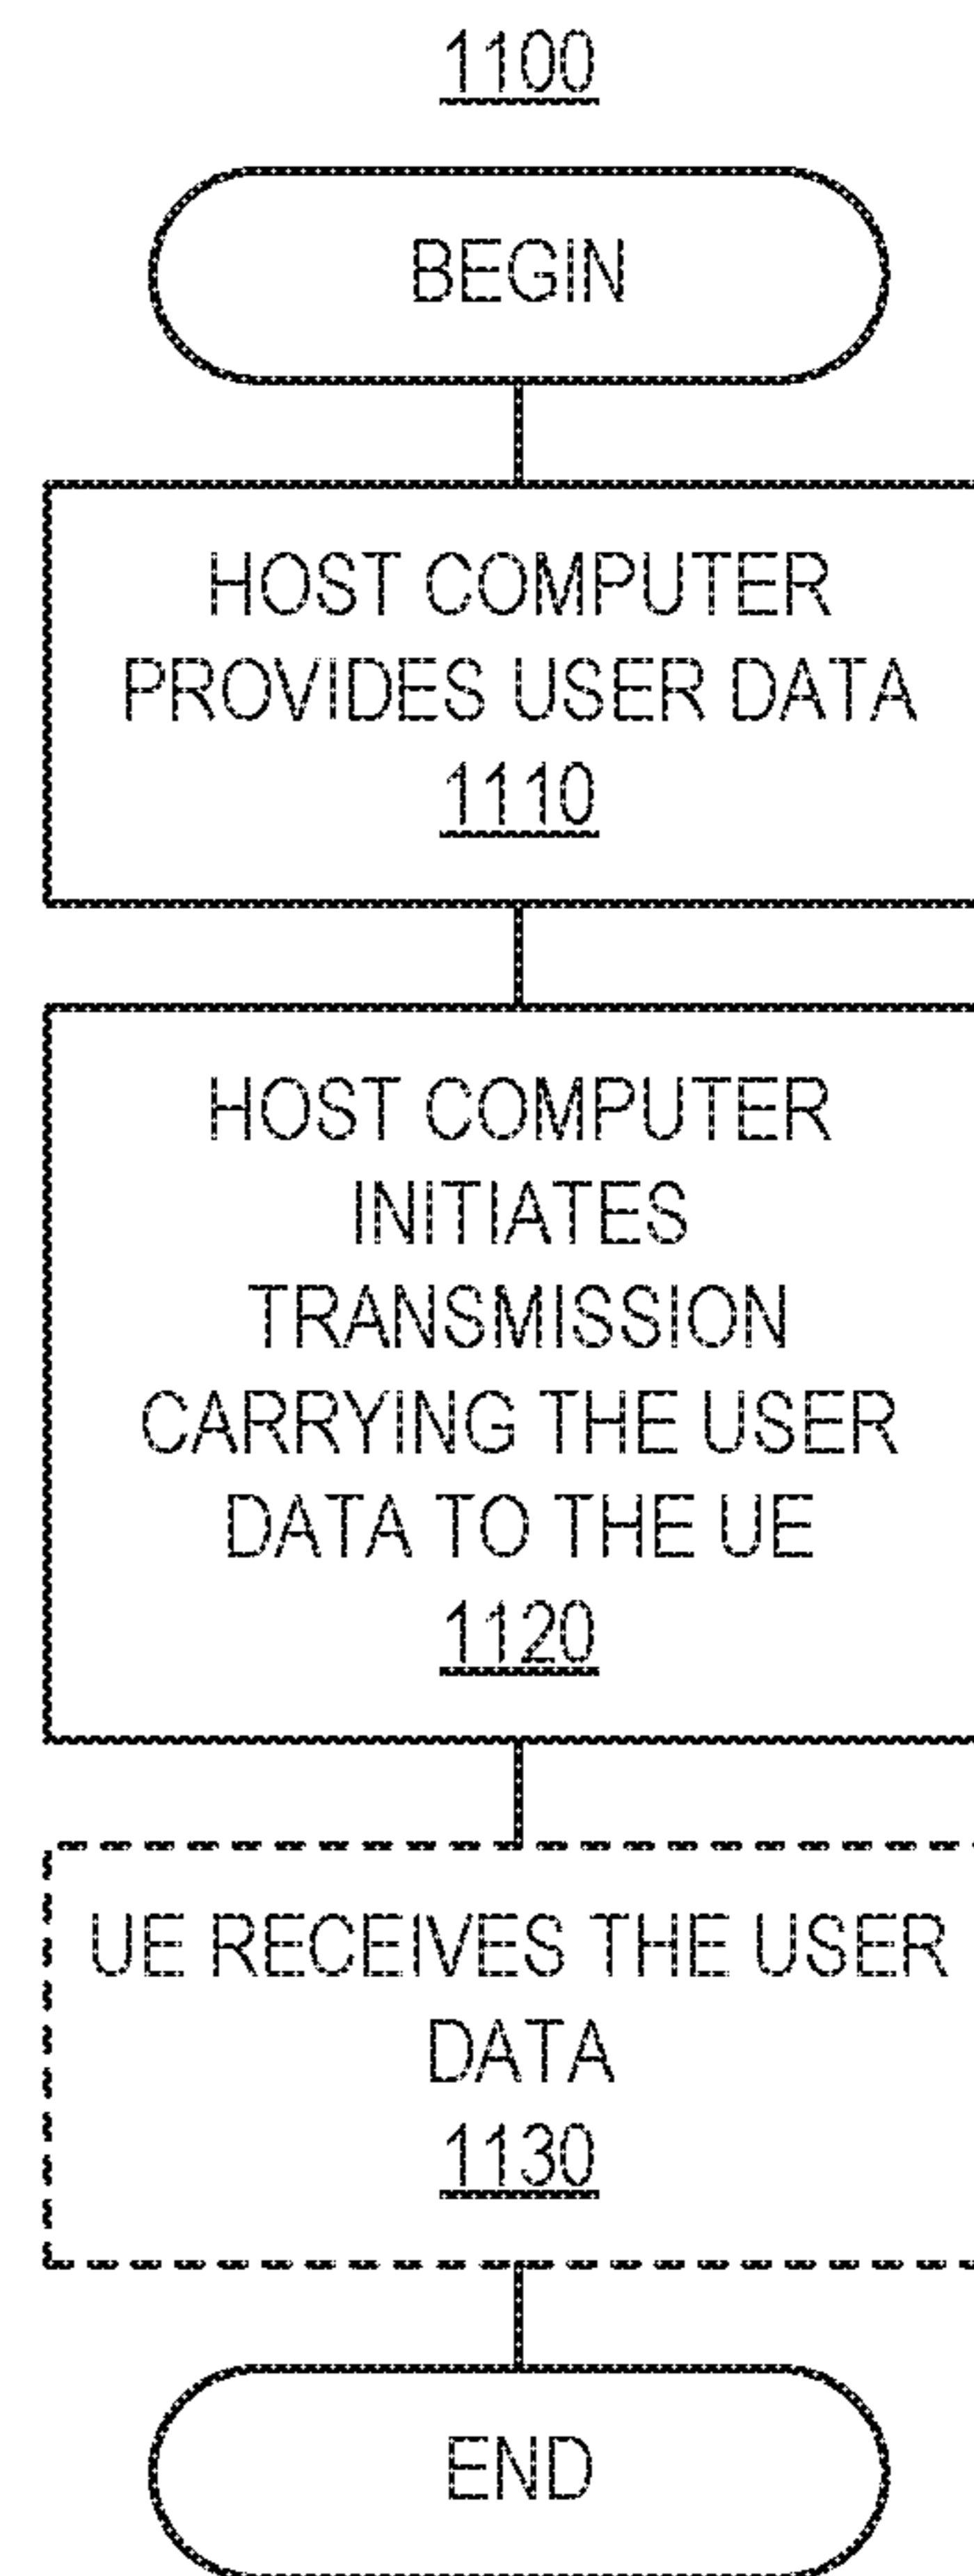 1100
BEGIN
HOST COMPUTER
PROVIDES USER DATA
1110
HOST COMPUTER
INITIATES
TRANSMISSION
CARRYING THE USER
DATA TO THE UE
1120
UE RECEIVES THE USER
DATA
1130
END